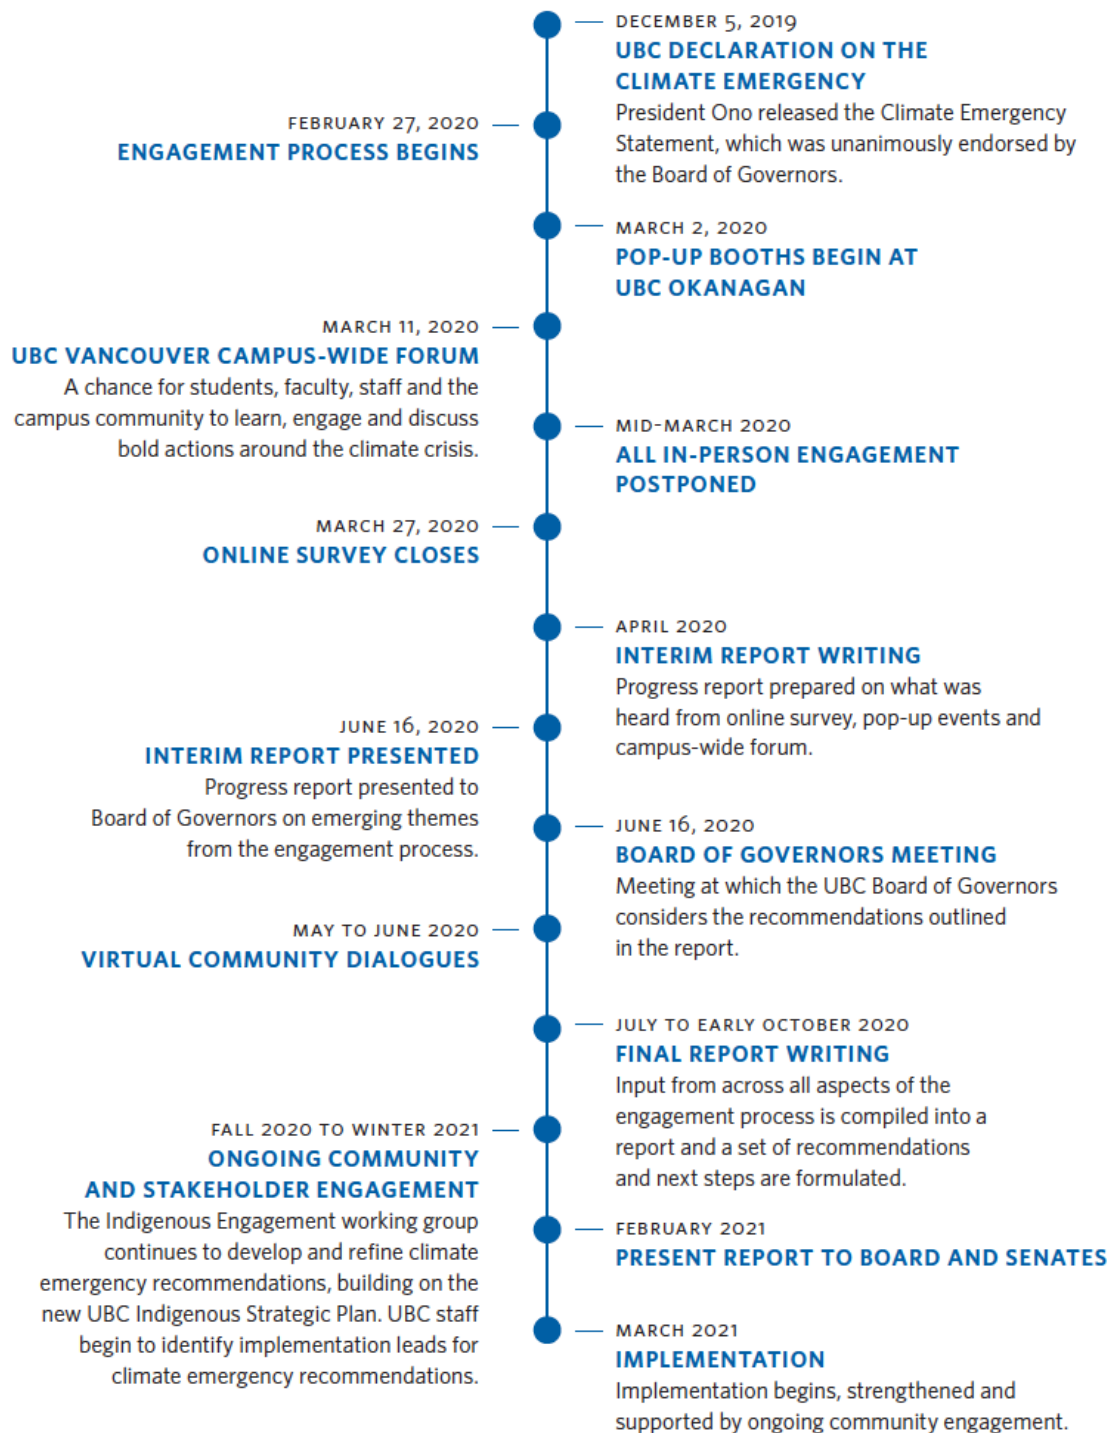 DECEMBER 5, 2019
UBC DECLARATION ON THE
CLIMATE EMERGENCY
President Ono released the Climate Emergency
Statement, which was unanimously endorsed by
the Board of Governors.
FEBRUARY 27, 2020
ENGAGEMENT PROCESS BEGINS
MARCH 2, 2020
POP-UP BOOTHS BEGIN AT
UBC OKANAGAN
MARCH 11, 2020
UBC VANCOUVER CAMPUS-WIDE FORUM
A chance for students, faculty, staff and the
campus community to learn, engage and discuss
bold actions around the climate crisis.
MID-MARCH 2020
ALL IN-PERSON ENGAGEMENT
POSTPONED
MARCH 27, 2020
ONLINE SURVEY CLOSES
APRIL 2020
INTERIM REPORT WRITING
Progress report prepared on what was
heard from online survey, pop-up events and
campus-wide forum.
JUNE 16, 2020
INTERIM REPORT PRESENTED
Progress report presented to
Board of Governors on emerging themes
from the engagement process.
JUNE 16, 2020
BOARD OF GOVERNORS MEETING
Meeting at which the UBC Board of Governors
considers the recommendations outlined
in the report.
MAY TO JUNE 2020
VIRTUAL COMMUNITY DIALOGUES
JULY TO EARLY OCTOBER 2020
FINAL REPORT WRITING
Input from across all aspects of the
engagement process is compiled into a
report and a set of recommendations
and next steps are formulated.
FALL 2020 TO WINTER 2021
ONGOING COMMUNITY
AND STAKEHOLDER ENGAGEMENT
The Indigenous Engagement working group
continues to develop and refine climate
emergency recommendations, building on the
new UBC Indigenous Strategic Plan. UBC staff
begin to identify implementation leads for
climate emergency recommendations.
FEBRUARY 2021
PRESENT REPORT TO BOARD AND SENATES
MARCH 2021
IMPLEMENTATION
Implementation begins, strengthened and
supported by ongoing community engagement.